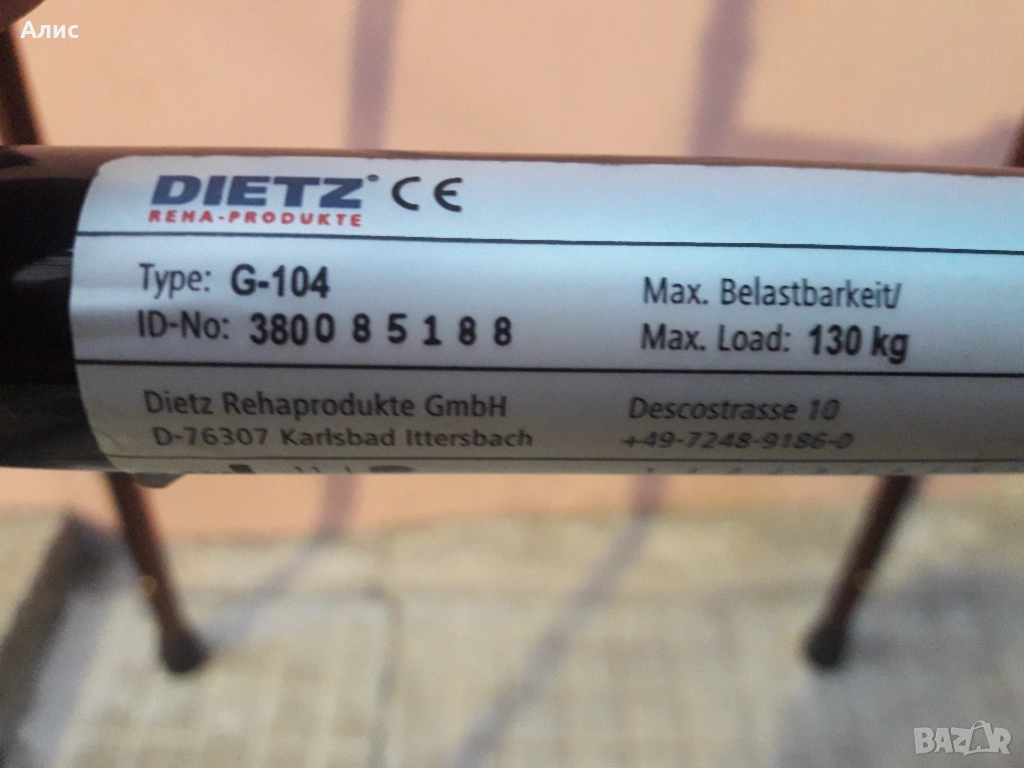 Алис
DIETZ CE
REHA-PRODUKTE
Type: G-104
ID-No: 3800 8 5 1 8 8
Max. Belastbarkeit/
Max. Load: 130 kg
Dietz Rehaprodukte GmbH
D-76307 Karlsbad Ittersbach
Descostrasse 10
+49-7248-9186-0
BAZAR